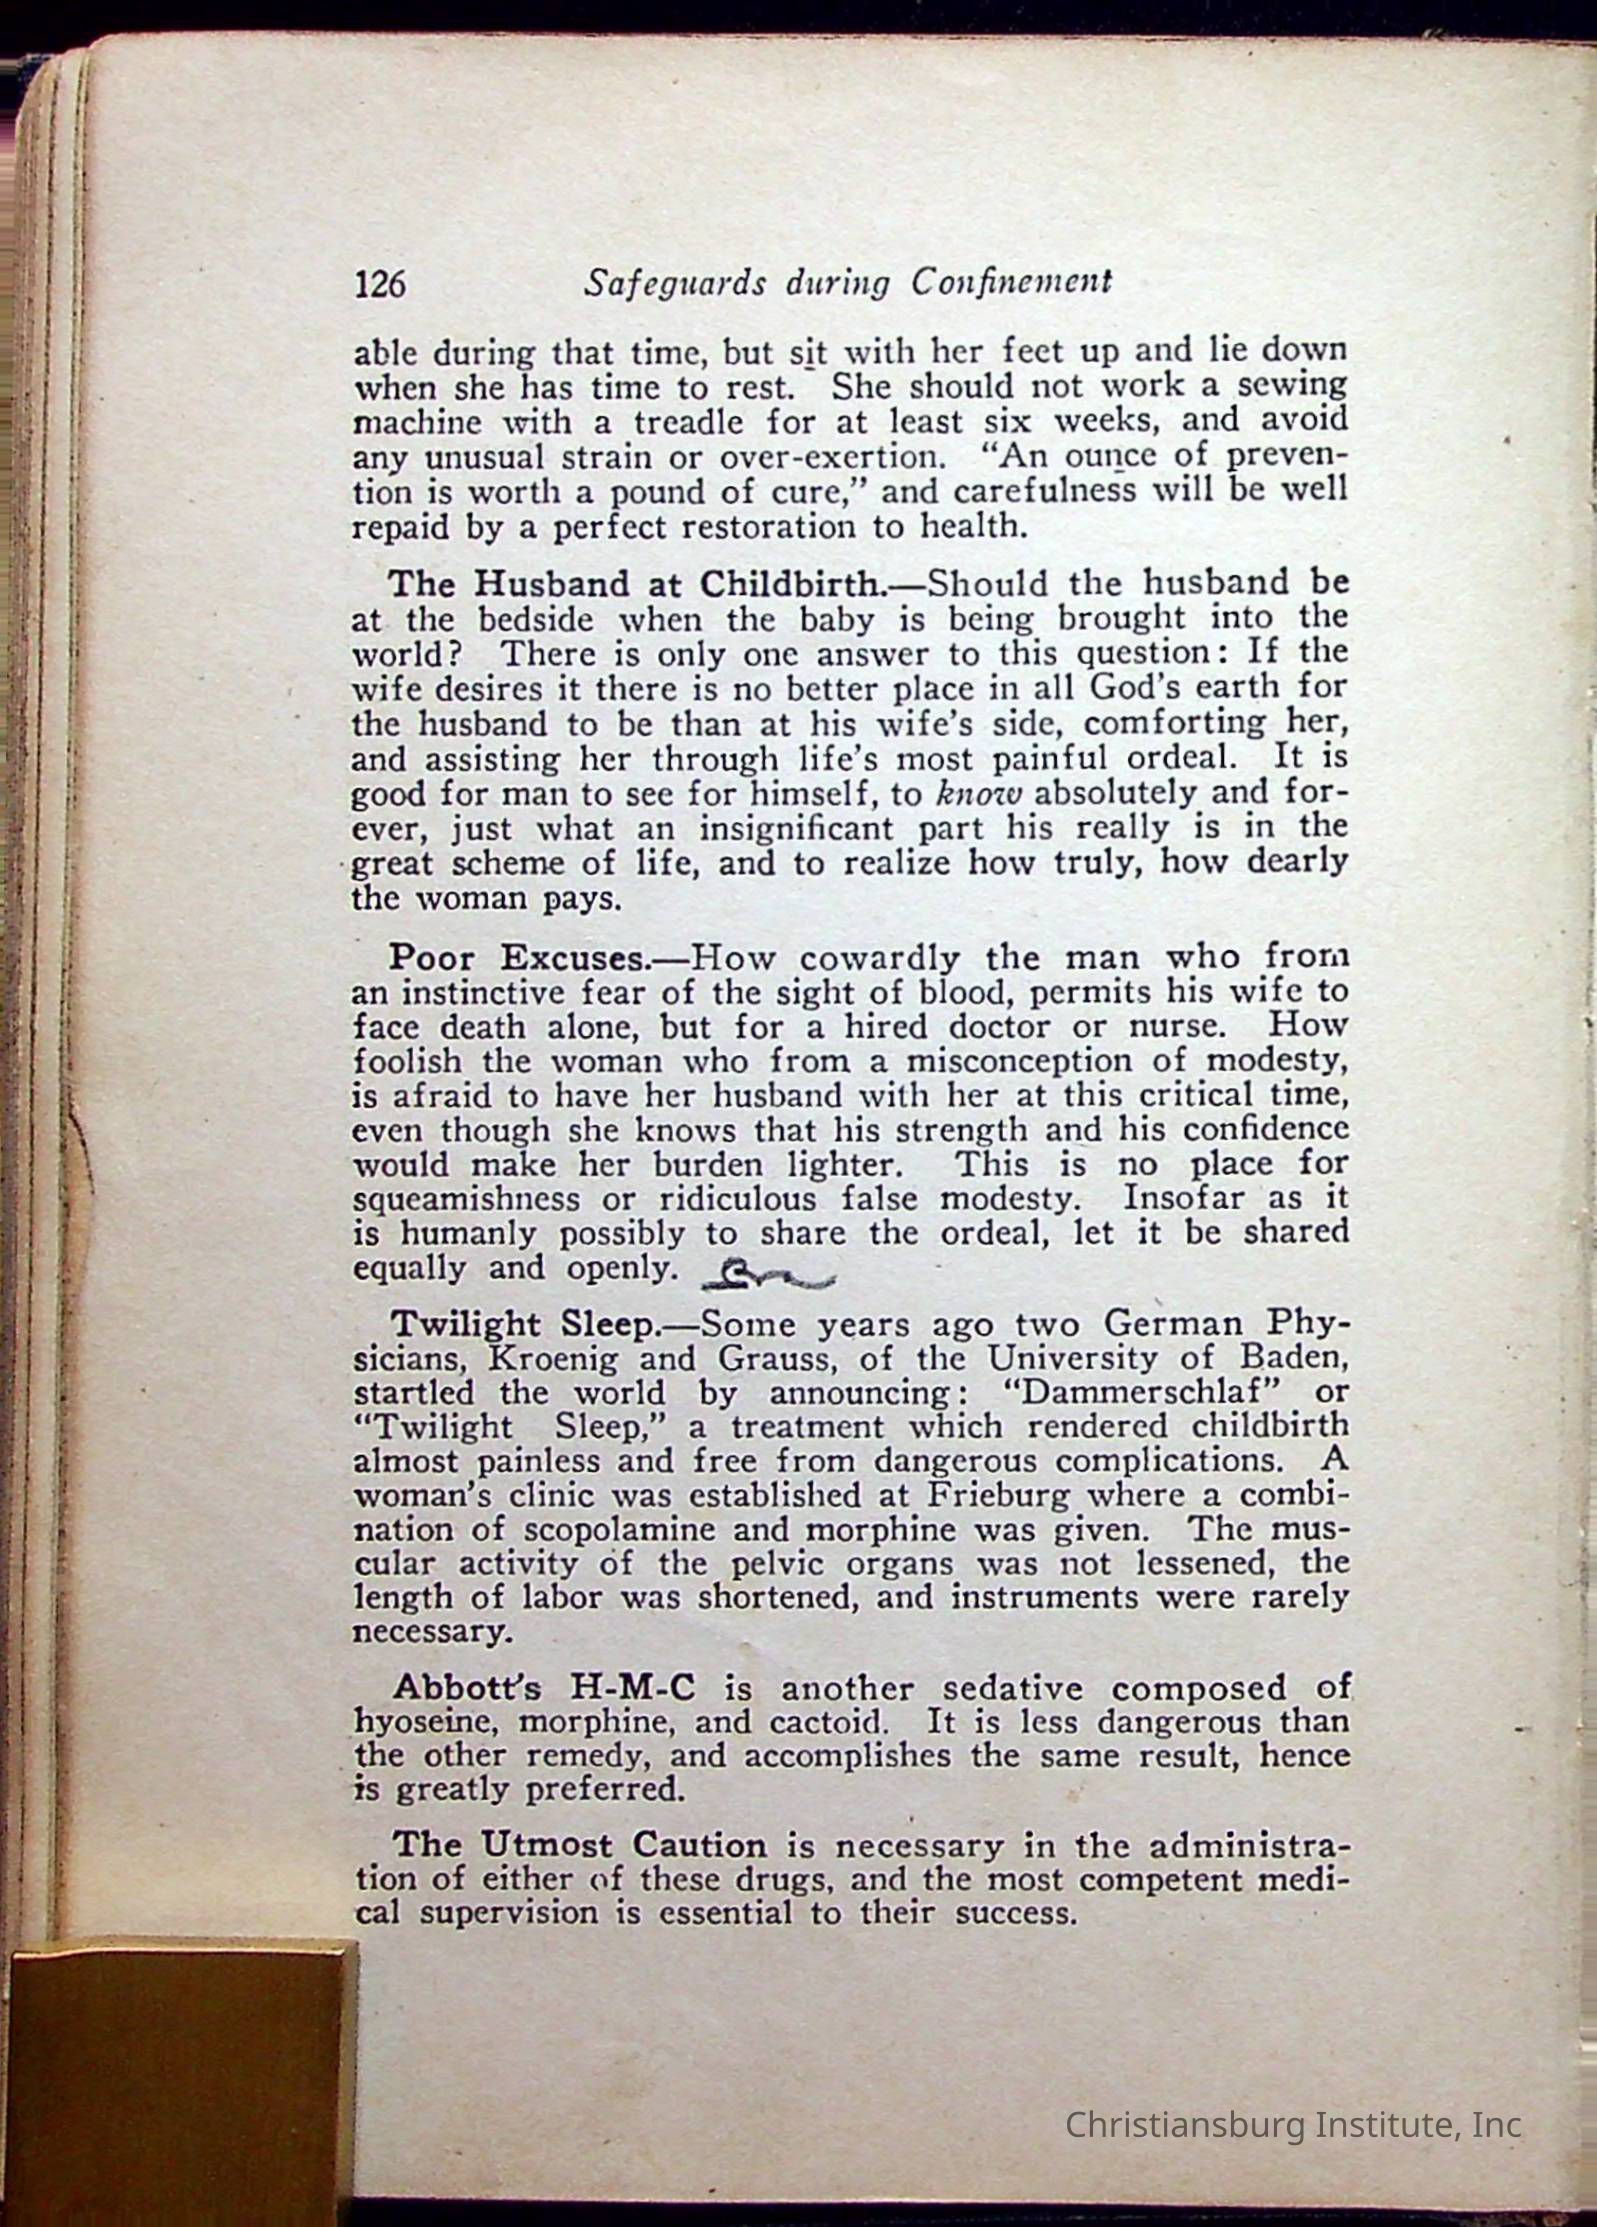 126 Safeguards during Confinement
able during that time, but sit with her feet up and lie down
when she has time to rest. She should not work a sewing
machine with a treadle for at least six weeks, and avoid
any unusual strain or over-exertion. “An ounce of preven-
tion is worth a pound of cure,” and carefulness will be well
repaid by a perfect restoration to health.
The Husband at Childbirth.—Should the husband be
at the bedside when the baby is being brought into the
world? There is only one answer to this question: If the
wife desires it there is no better place in all God’s earth for
the husband to be than at his wife’s side, comforting her,
and assisting her through life’s most painful ordeal. It is
good for man to see for himself, to know absolutely and for-
ever, just what an insignificant part his really is in the
great scheme of life, and to realize how truly, how dearly
the woman pays.
Poor Excuses.—How cowardly the man who from
an instinctive fear of the sight of blood, permits his wife to
face death alone, but for a hired doctor or nurse. How
foolish the woman who from a misconception of modesty,
is afraid to have her husband with her at this critical time,
even though she knows that his strength and his confidence
would make her burden lighter. This is no place for
squeamishness or ridiculous false modesty. Insofar as it
is humanly possibly to share the ordeal, let it be shared
equally and openly.
Twilight Sleep.—Some years ago two German Phy-
sicians, Kroenig and Grauss, of the University of Baden,
startled the world by announcing: “Dammerschlaf” or
“Twilight Sleep,” a treatment which rendered childbirth
almost painless and free from dangerous complications. A
woman’s clinic was established at Frieburg where a combi-
nation of scopolamine and morphine was given. The mus-
cular activity of the pelvic organs was not lessened, the
length of labor was shortened, and instruments were rarely
necessary.
Abbott’s H-M-C is another sedative composed of
hyoseine, morphine, and cactoid. It is less dangerous than
the other remedy, and accomplishes the same result, hence
is greatly preferred.
The Utmost Caution is necessary in the administra-
tion of either of these drugs, and the most competent medi-
cal supervision is essential to their success.
Christiansburg Institute, Inc